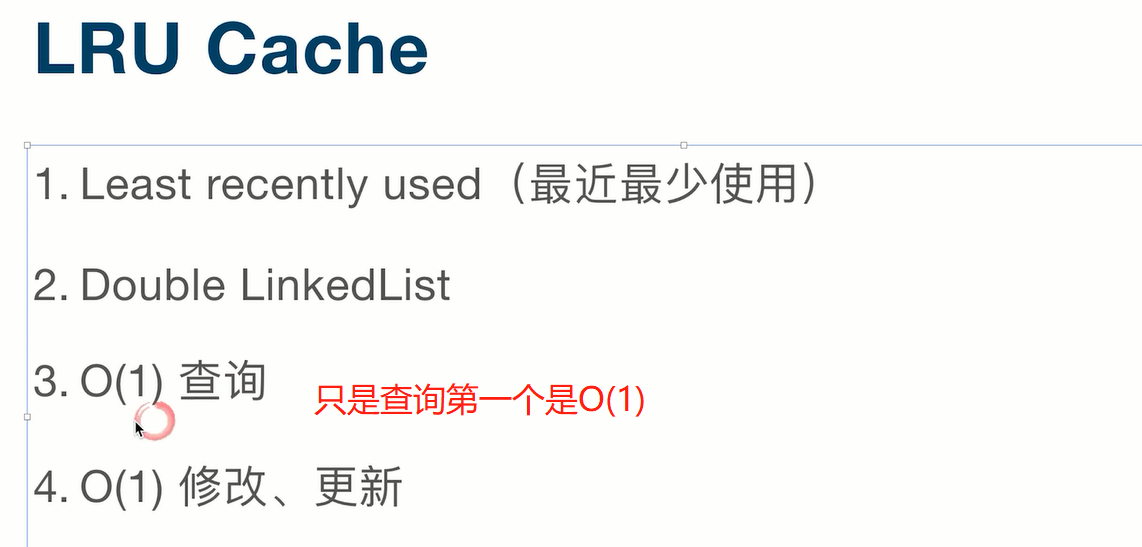 LRU Cache
1. Least recently used（最近最少使用）
2. Double LinkedList
3. O(1) 查询
只是查询第一个是O(1)
4. O(1) 修改、更新